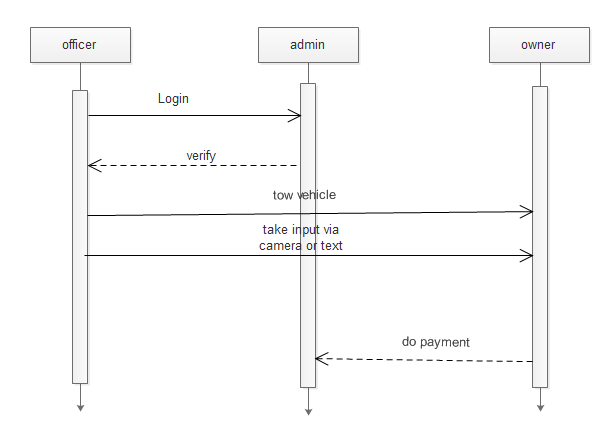 officer
admin
owner
Login
verify
tow vehicle
take input via
camera or text
do payment